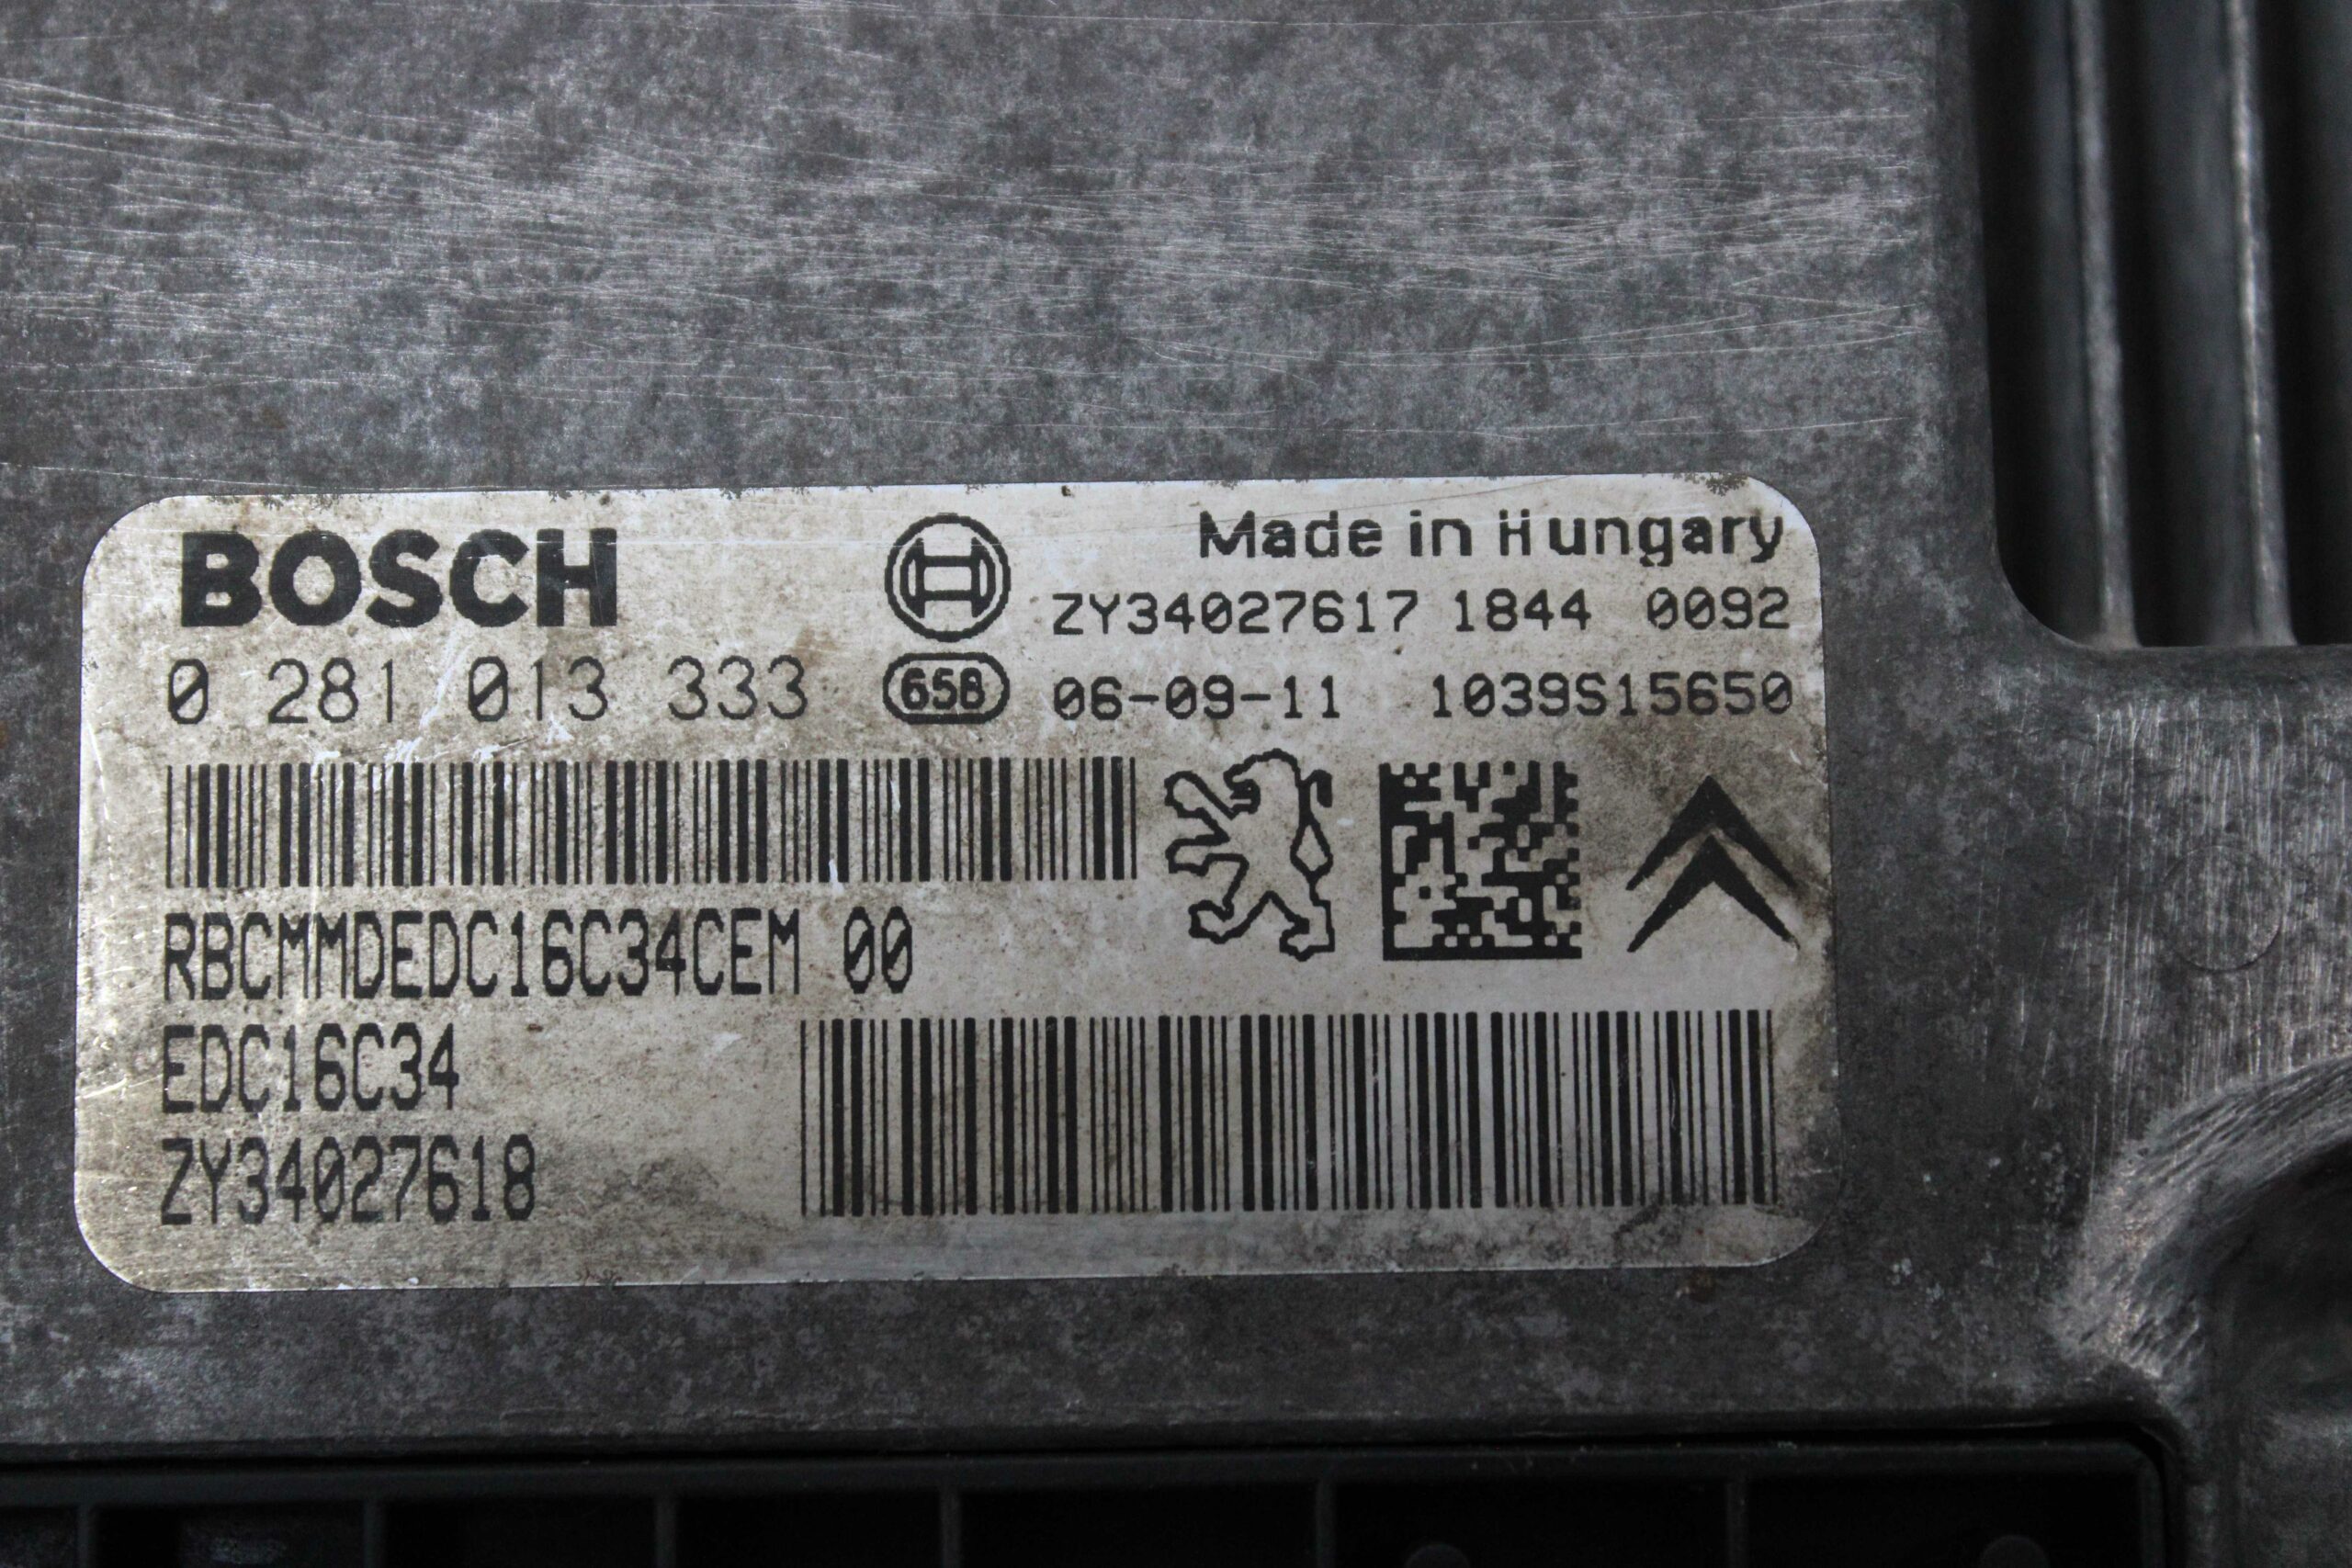 BOSCH
Made in Hungary
ZY34027617 1844 0092
0 281 013 333
658
06-09-11 1039S15650
RBCMMDEDC16C34CEM 00
EDC16C34
ZY34027618